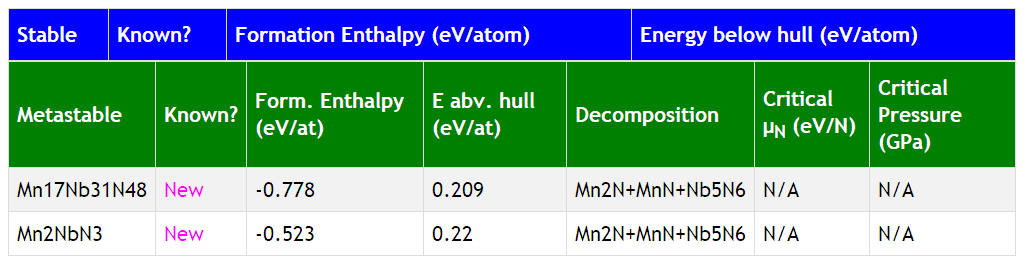 Stable Known? Formation Enthalpy (eV/atom) Energy below hull (eV/atom)
Metastable Known? Form. Enthalpy (eV/at) E abv. hull (eV/at) Decomposition Critical μN (eV/N) Critical Pressure (GPa)
Mn17Nb31N48 New -0.778 0.209 Mn2N+MnN+Nb5N6 N/A N/A
Mn2NbN3 New -0.523 0.22 Mn2N+MnN+Nb5N6 N/A N/A